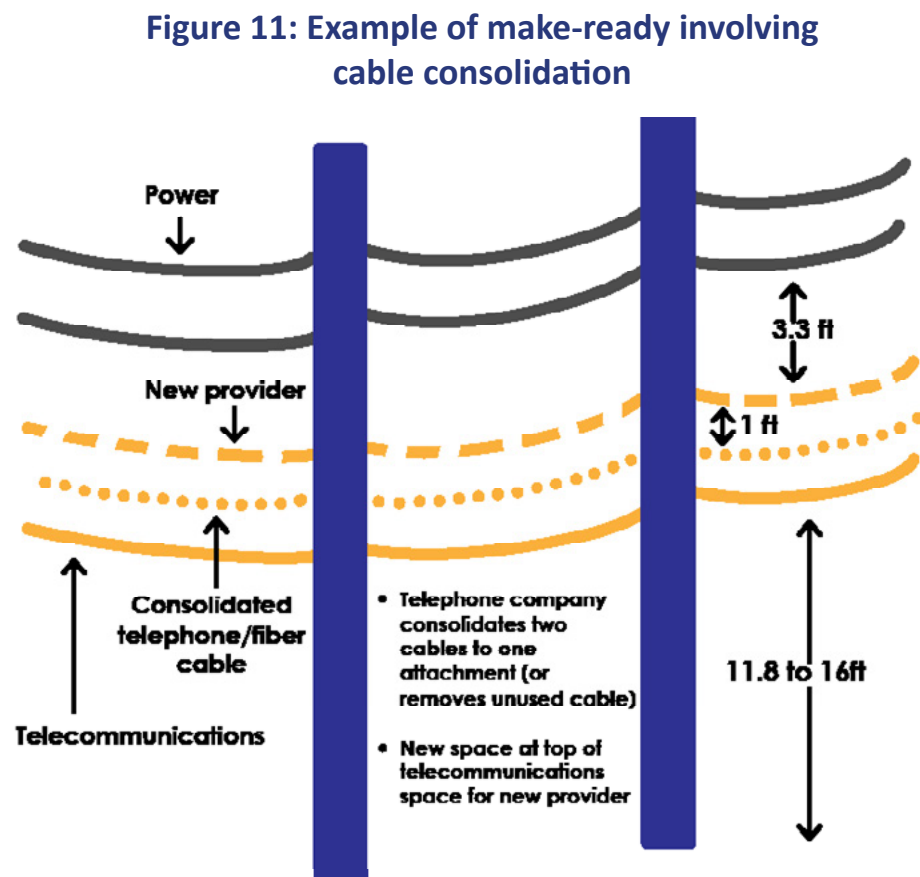 Figure 11: Example of make-ready involving
cable consolidation
Power
3.3 ft
New provider
1 ft
Consolidated
telephone/fiber
cable
Telecommunications
• Telephone company
consolidates two
cables to one
attachment (or
removes unused cable)
• New space at top of
telecommunications
space for new provider
11.8 to 16ft